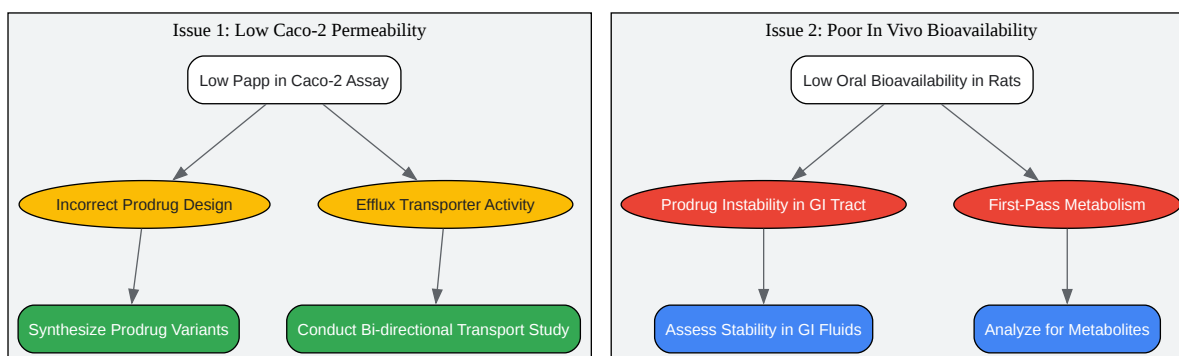 Issue 1: Low Caco-2 Permeability
Low Papp in Caco-2 Assay
Incorrect Prodrug Design
Efflux Transporter Activity
Synthesize Prodrug Variants
Conduct Bi-directional Transport Study
Issue 2: Poor In Vivo Bioavailability
Low Oral Bioavailability in Rats
Prodrug Instability in GI Tract
First-Pass Metabolism
Assess Stability in GI Fluids
Analyze for Metabolites